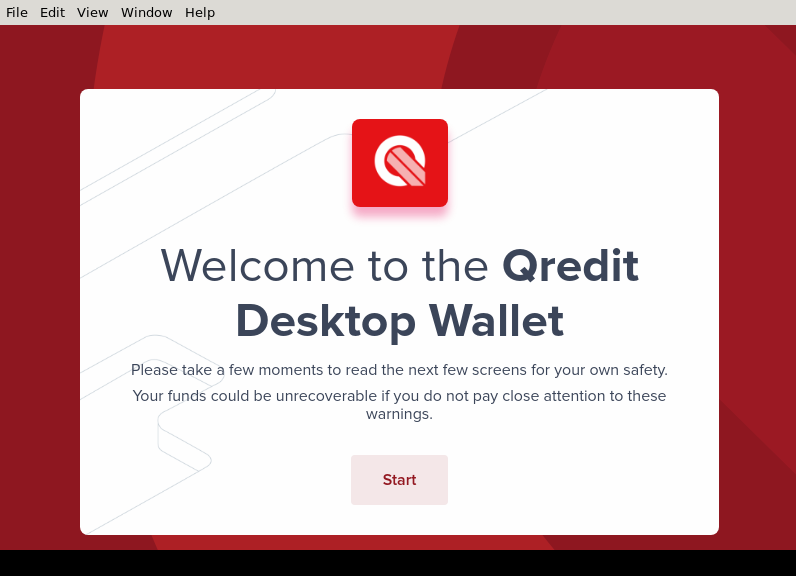 File Edit View Window Help
Welcome to the Qredit
Desktop Wallet
Please take a few moments to read the next few screens for your own safety.
Your funds could be unrecoverable if you do not pay close attention to these
warnings.
Start